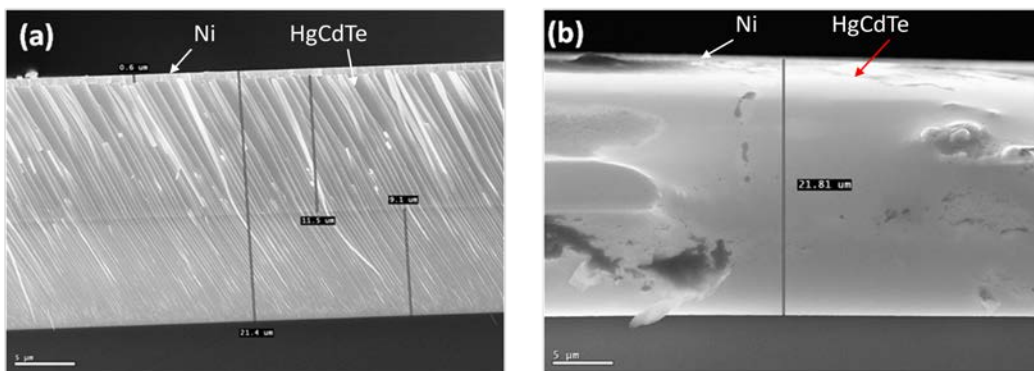 (a)
Ni
HgCdTe
0.6 um
9.1 um
11.5 um
21.4 um
5 µm
(b)
Ni
HgCdTe
21.81 um
5 µm